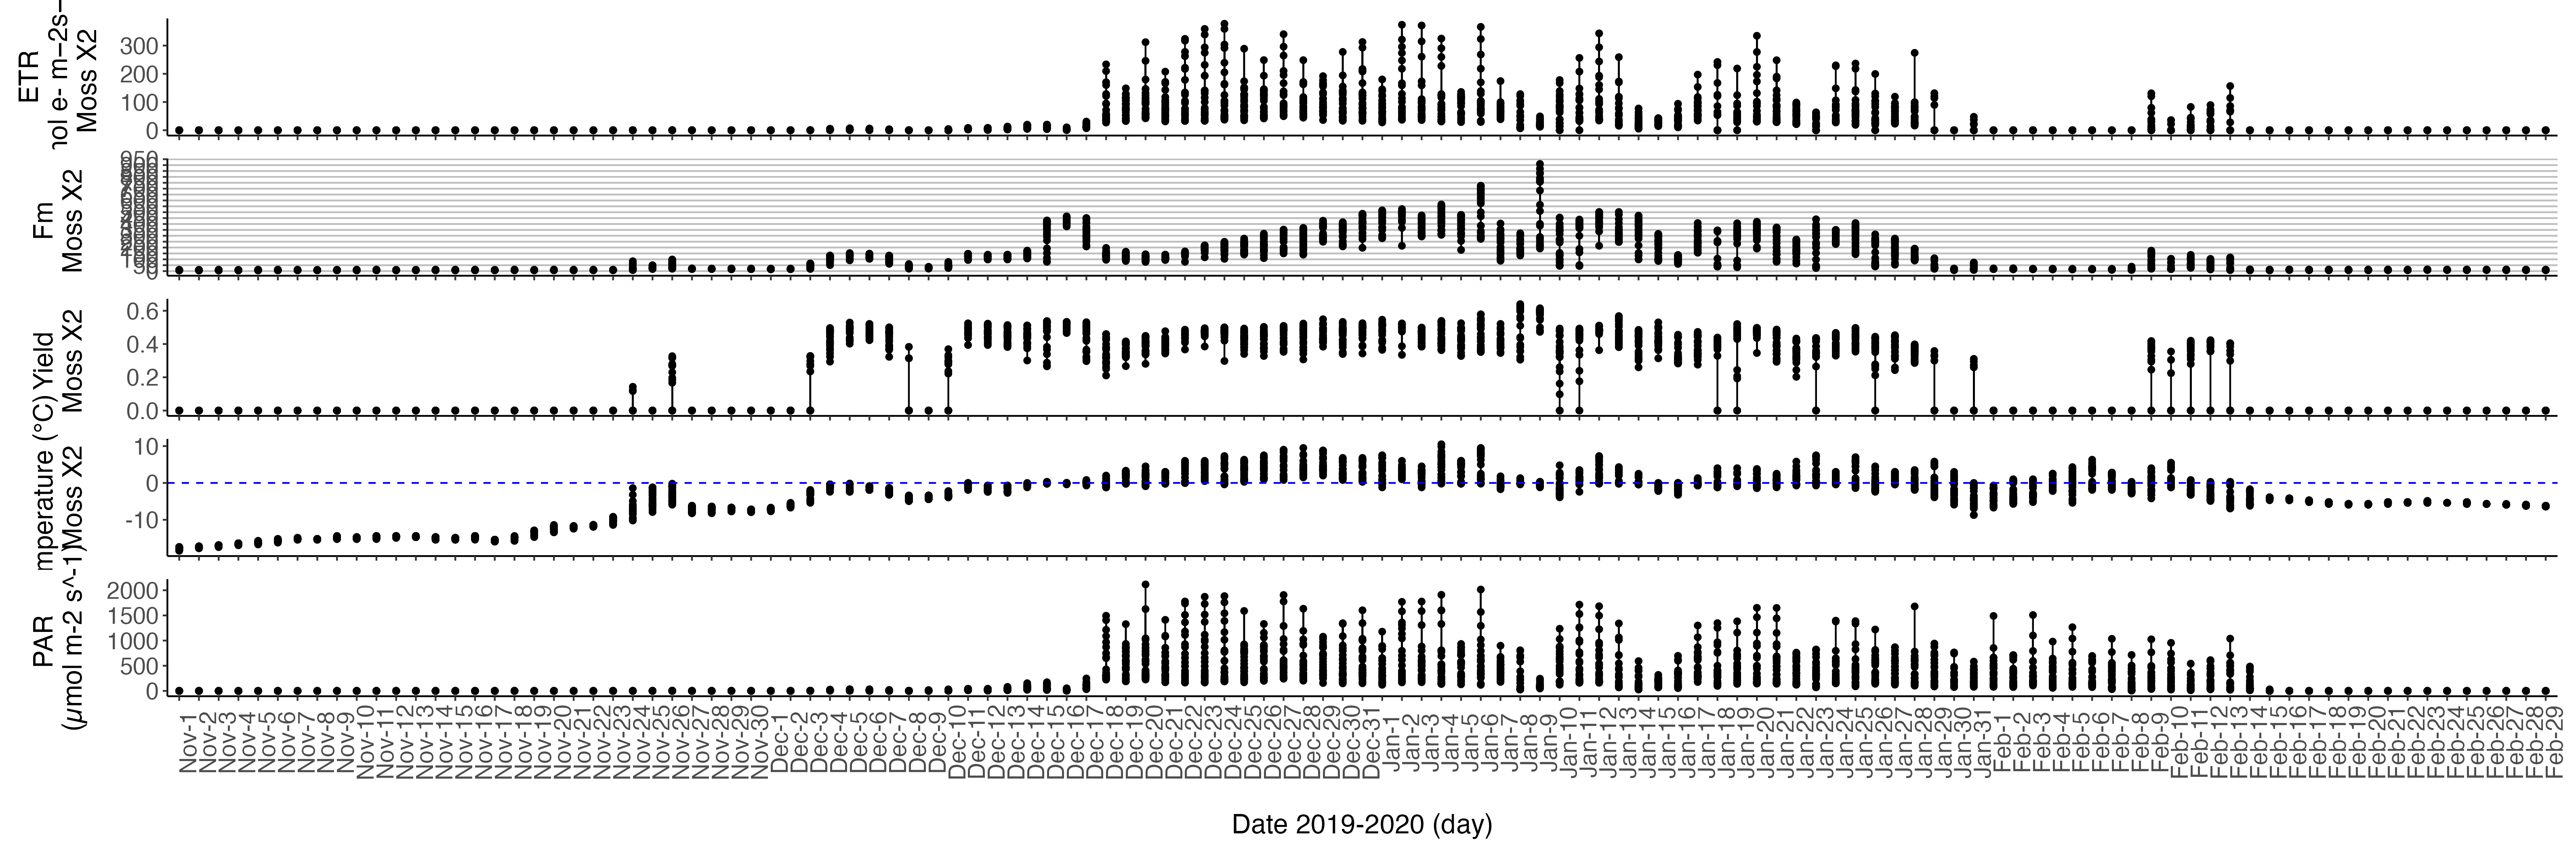 ETR
nol e- m−2s−
Moss X2
300
200
100
0
Fm
Moss X2
Yield
Moss X2
0.6
0.4
0.2
0.0
mperature (°C)
Moss X2
10
0
-10
PAR
(µmol m-2 s^-1)
2000
1500
1000
500
0
Nov-1 Nov-2 Nov-3 Nov-4 Nov-5 Nov-6 Nov-7 Nov-8 Nov-9 Nov-10 Nov-11 Nov-12 Nov-13 Nov-14 Nov-15 Nov-16 Nov-17 Nov-18 Nov-19 Nov-20 Nov-21 Nov-22 Nov-23 Nov-24 Nov-25 Nov-26 Nov-27 Nov-28 Nov-29 Nov-30 Dec-1 Dec-2 Dec-3 Dec-4 Dec-5 Dec-6 Dec-7 Dec-8 Dec-9 Dec-10 Dec-11 Dec-12 Dec-13 Dec-14 Dec-15 Dec-16 Dec-17 Dec-18 Dec-19 Dec-20 Dec-21 Dec-22 Dec-23 Dec-24 Dec-25 Dec-26 Dec-27 Dec-28 Dec-29 Dec-30 Dec-31 Jan-1 Jan-2 Jan-3 Jan-4 Jan-5 Jan-6 Jan-7 Jan-8 Jan-9 Jan-10 Jan-11 Jan-12 Jan-13 Jan-14 Jan-15 Jan-16 Jan-17 Jan-18 Jan-19 Jan-20 Jan-21 Jan-22 Jan-23 Jan-24 Jan-25 Jan-26 Jan-27 Jan-28 Jan-29 Jan-30 Jan-31 Feb-1 Feb-2 Feb-3 Feb-4 Feb-5 Feb-6 Feb-7 Feb-8 Feb-9 Feb-10 Feb-11 Feb-12 Feb-13 Feb-14 Feb-15 Feb-16 Feb-17 Feb-18 Feb-19 Feb-20 Feb-21 Feb-22 Feb-23 Feb-24 Feb-25 Feb-26 Feb-27 Feb-28 Feb-29
Date 2019-2020 (day)